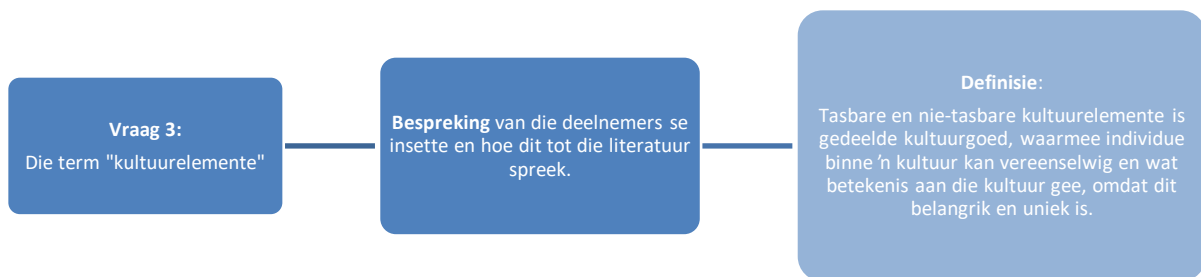 Vraag 3:
Die term "kultuurelemente"
Bespreking van die deelnemers se
insette en hoe dit tot die literatuur
spreek.
Definisie:
Tasbare en nie-tasbare kultuurelemente is
gedeelde kultuurgoed, waarmee individue
binne 'n kultuur kan vereenselwig en wat
betekenis aan die kultuur gee, omdat dit
belangrik en uniek is.